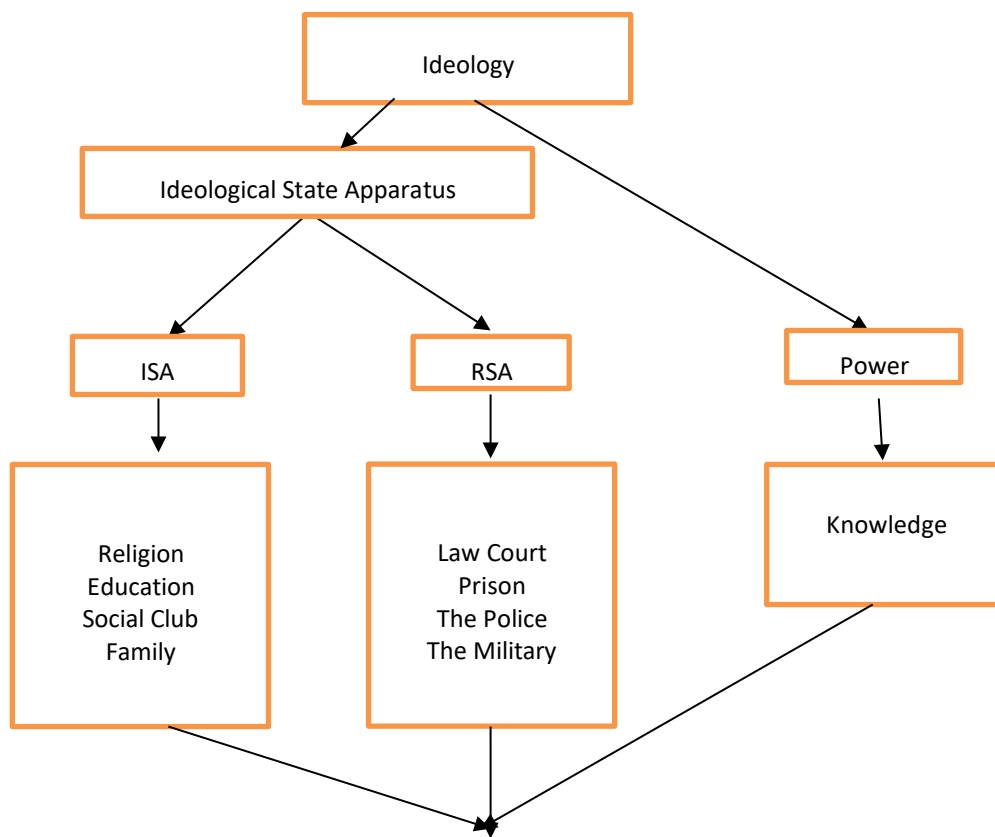 Ideology
Ideological State Apparatus
ISA
RSA
Power
Religion
Education
Social Club
Family
Law Court
Prison
The Police
The Military
Knowledge